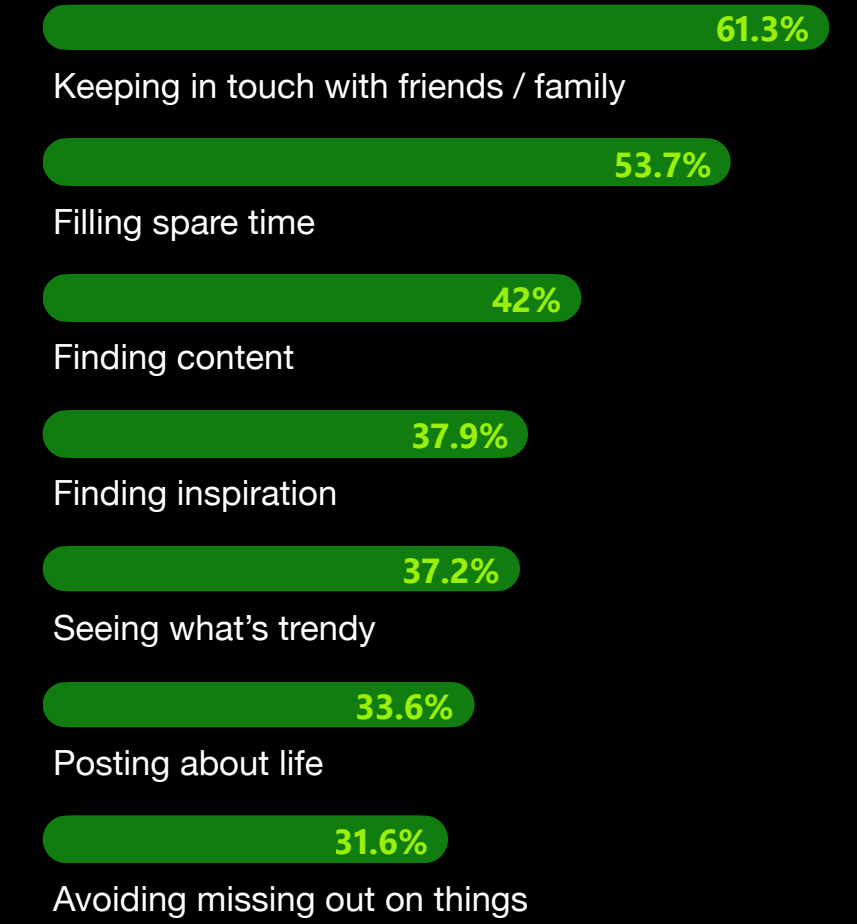 61.3%
Keeping in touch with friends / family
53.7%
Filling spare time
42%
Finding content
37.9%
Finding inspiration
37.2%
Seeing what’s trendy
33.6%
Posting about life
31.6%
Avoiding missing out on things